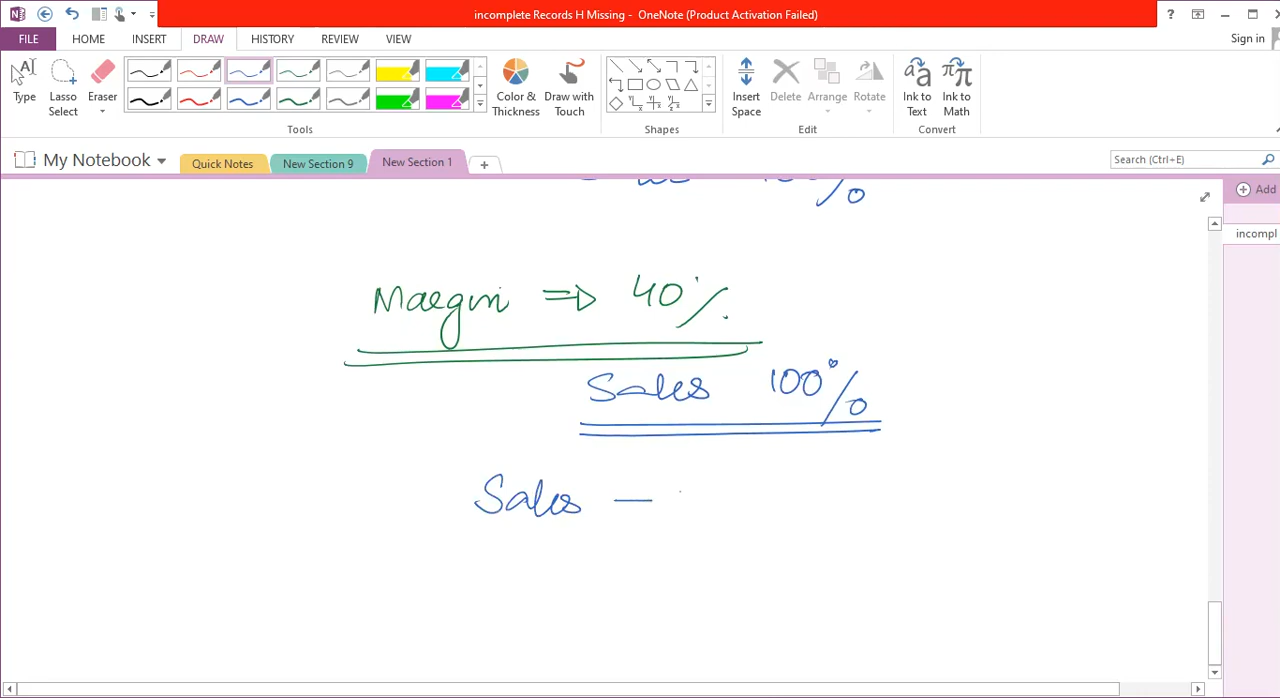 incomplete Records H Missing - OneNote (Product Activation Failed)
?
FILE HOME INSERT DRAW HISTORY REVIEW VIEW
Sign in
Type
Lasso Select
Eraser
Color & Thickness
Draw with Touch
Insert Space
Delete
Arrange
Rotate
Ink to Text
Ink to Math
Tools
Shapes
Edit
Convert
My Notebook
Quick Notes
New Section 9
New Section 1
+
Search (Ctrl+E)
Add
incompl
Margin => 40%
Sales 100%
Sales —